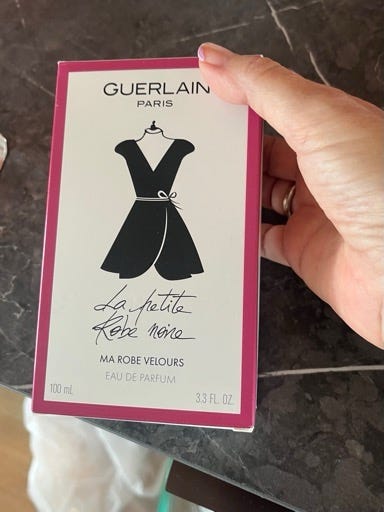 GUERLAIN
PARIS
La petite
Robe noire
MA ROBE VELOURS
EAU DE PARFUM
100 mL
3.3 FL. OZ.